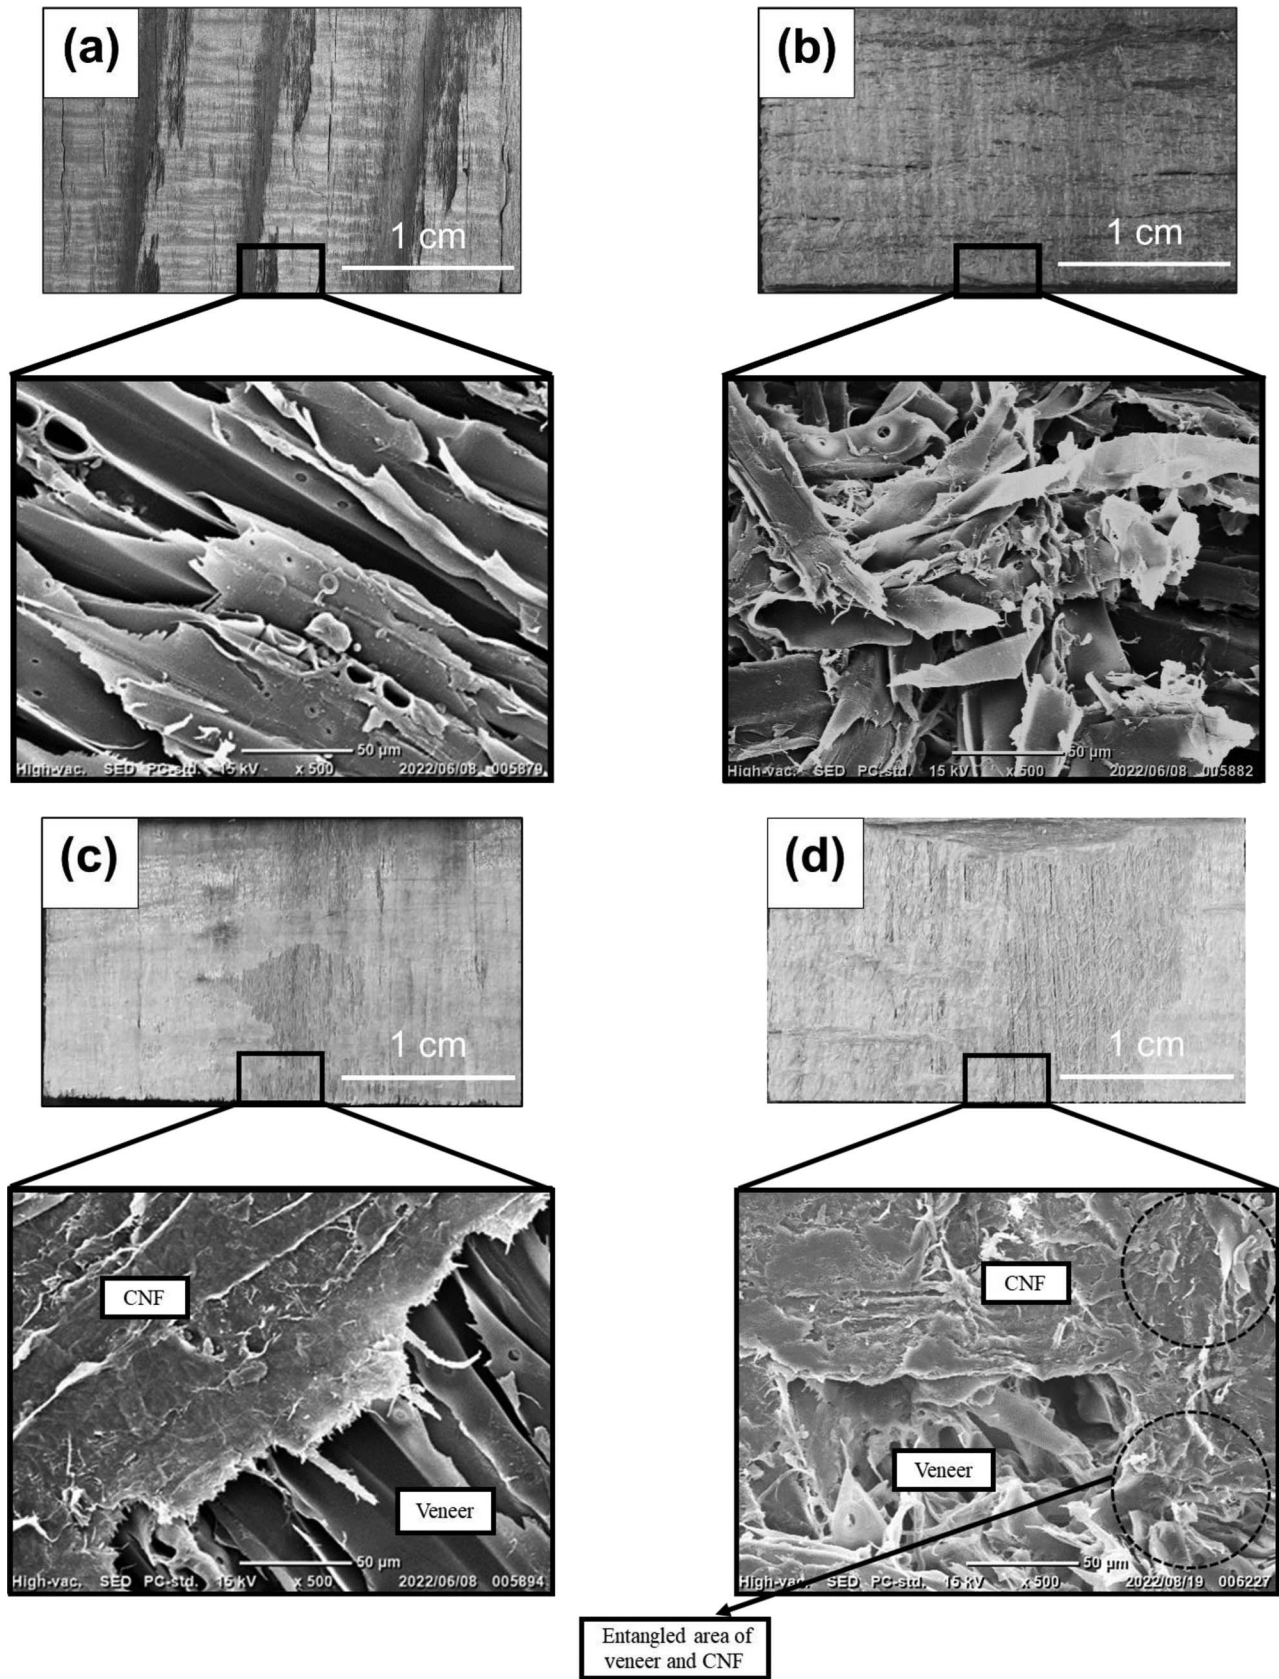 (a)
1 cm
(b)
1 cm
50 µm
High-vac. SED PC-std. 15 kV x 500 2022/06/08 005879
50 µm
High-vac. SED PC-std. 15 kV x 500 2022/06/08 005882
(c)
1 cm
(d)
1 cm
CNF
Veneer
50 µm
High-vac. SED PC-std. 15 kV x 500 2022/06/08 005894
CNF
Veneer
50 µm
High-vac. SED PC-std. 15 kV x 500 2022/08/19 006227
Entangled area of
veneer and CNF